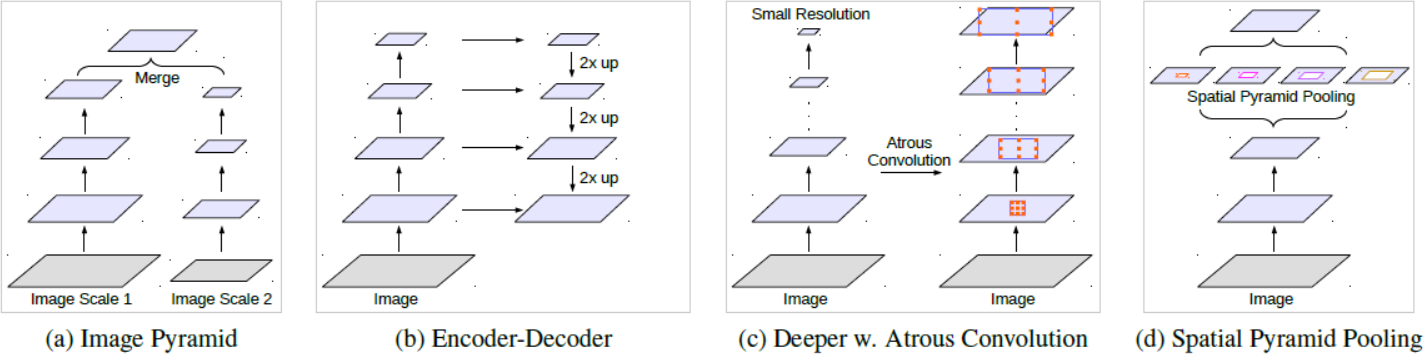 Merge
Image Scale 1
Image Scale 2
(a) Image Pyramid
2x up
2x up
2x up
Image
(b) Encoder-Decoder
Small Resolution
Atrous
Convolution
Image
Image
(c) Deeper w. Atrous Convolution
Spatial Pyramid Pooling
Image
(d) Spatial Pyramid Pooling